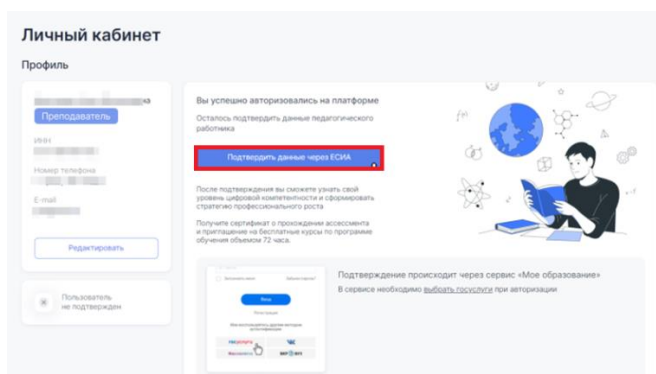 Личный кабинет
Профиль
на
Преподаватель
ИНН
Номер телефона
E-mail
Редактировать
Пользователь
не подтвержден
Вы успешно авторизовались на платформе
Осталось подтвердить данные педагогического
работника
Подтвердить данные через ЕСИА
После подтверждения вы сможете узнать свой
уровень цифровой компетентности и сформировать
стратегию профессионального роста
Получите сертификат о прохождении ассессмента
и приглашение на бесплатные курсы по программе
обучения объемом 72 часа.
Подтверждение происходит через сервис «Мое образование»
В сервисе необходимо выбрать госуслуги при авторизации
Регистрация
госуслуги